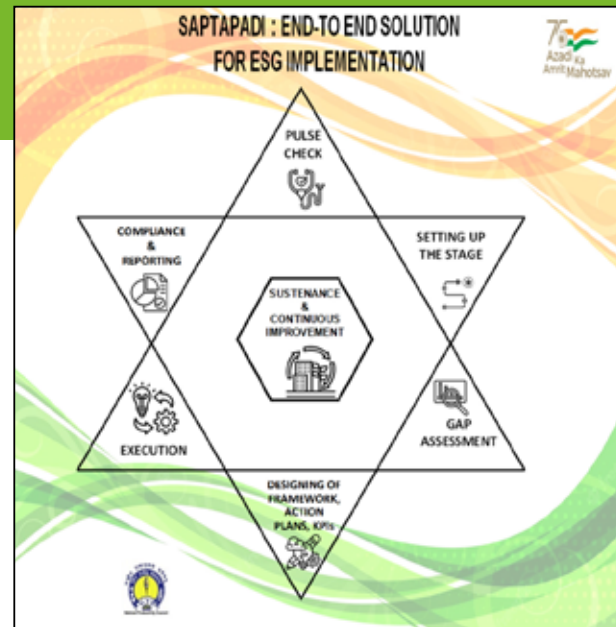 SAPTAPADI : END-TO END SOLUTION
FOR ESG IMPLEMENTATION
75
Azadi Ka
Amrit Mahotsav
PULSE
CHECK
COMPLIANCE
&
REPORTING
SETTING UP
THE STAGE
SUSTENANCE
&
CONTINUOUS
IMPROVEMENT
EXECUTION
GAP
ASSESSMENT
DESIGNING OF
FRAMEWORK,
ACTION
PLANS, KPIs